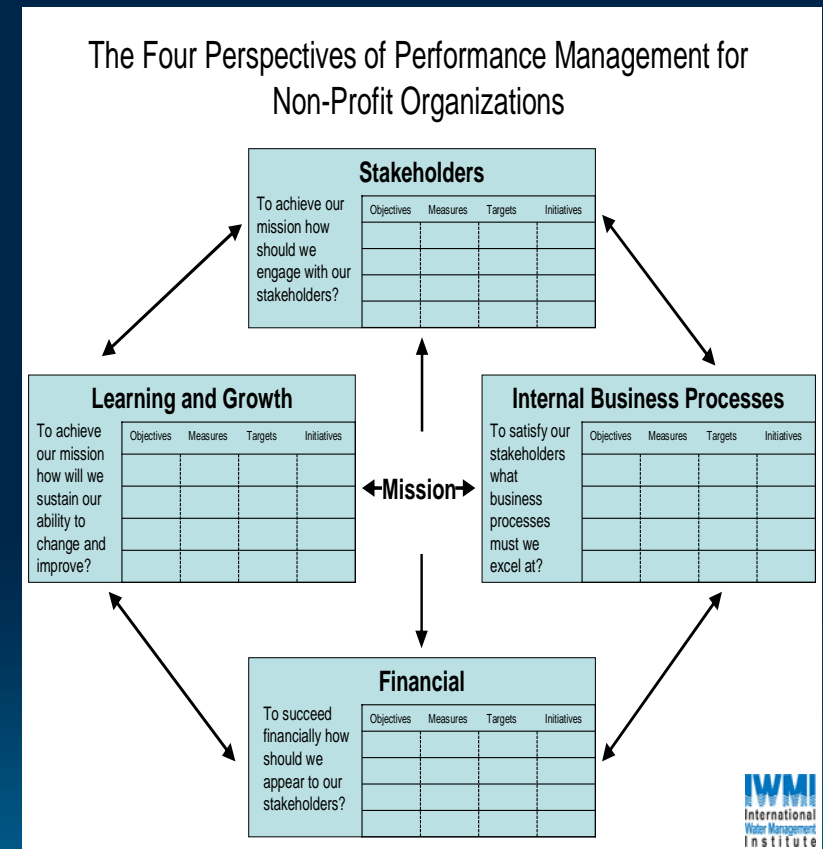 The Four Perspectives of Performance Management for
Non-Profit Organizations
Stakeholders
To achieve our
mission how
should we
engage with our
stakeholders?
Objectives Measures Targets Initiatives
Learning and Growth
To achieve
our mission
how will we
sustain our
ability to
change and
improve?
Objectives Measures Targets Initiatives
Mission
Internal Business Processes
To satisfy our
stakeholders
what
business
processes
must we
excel at?
Objectives Measures Targets Initiatives
Financial
To succeed
financially how
should we
appear to our
stakeholders?
Objectives Measures Targets Initiatives
IWMI
International
Water Management
Institute